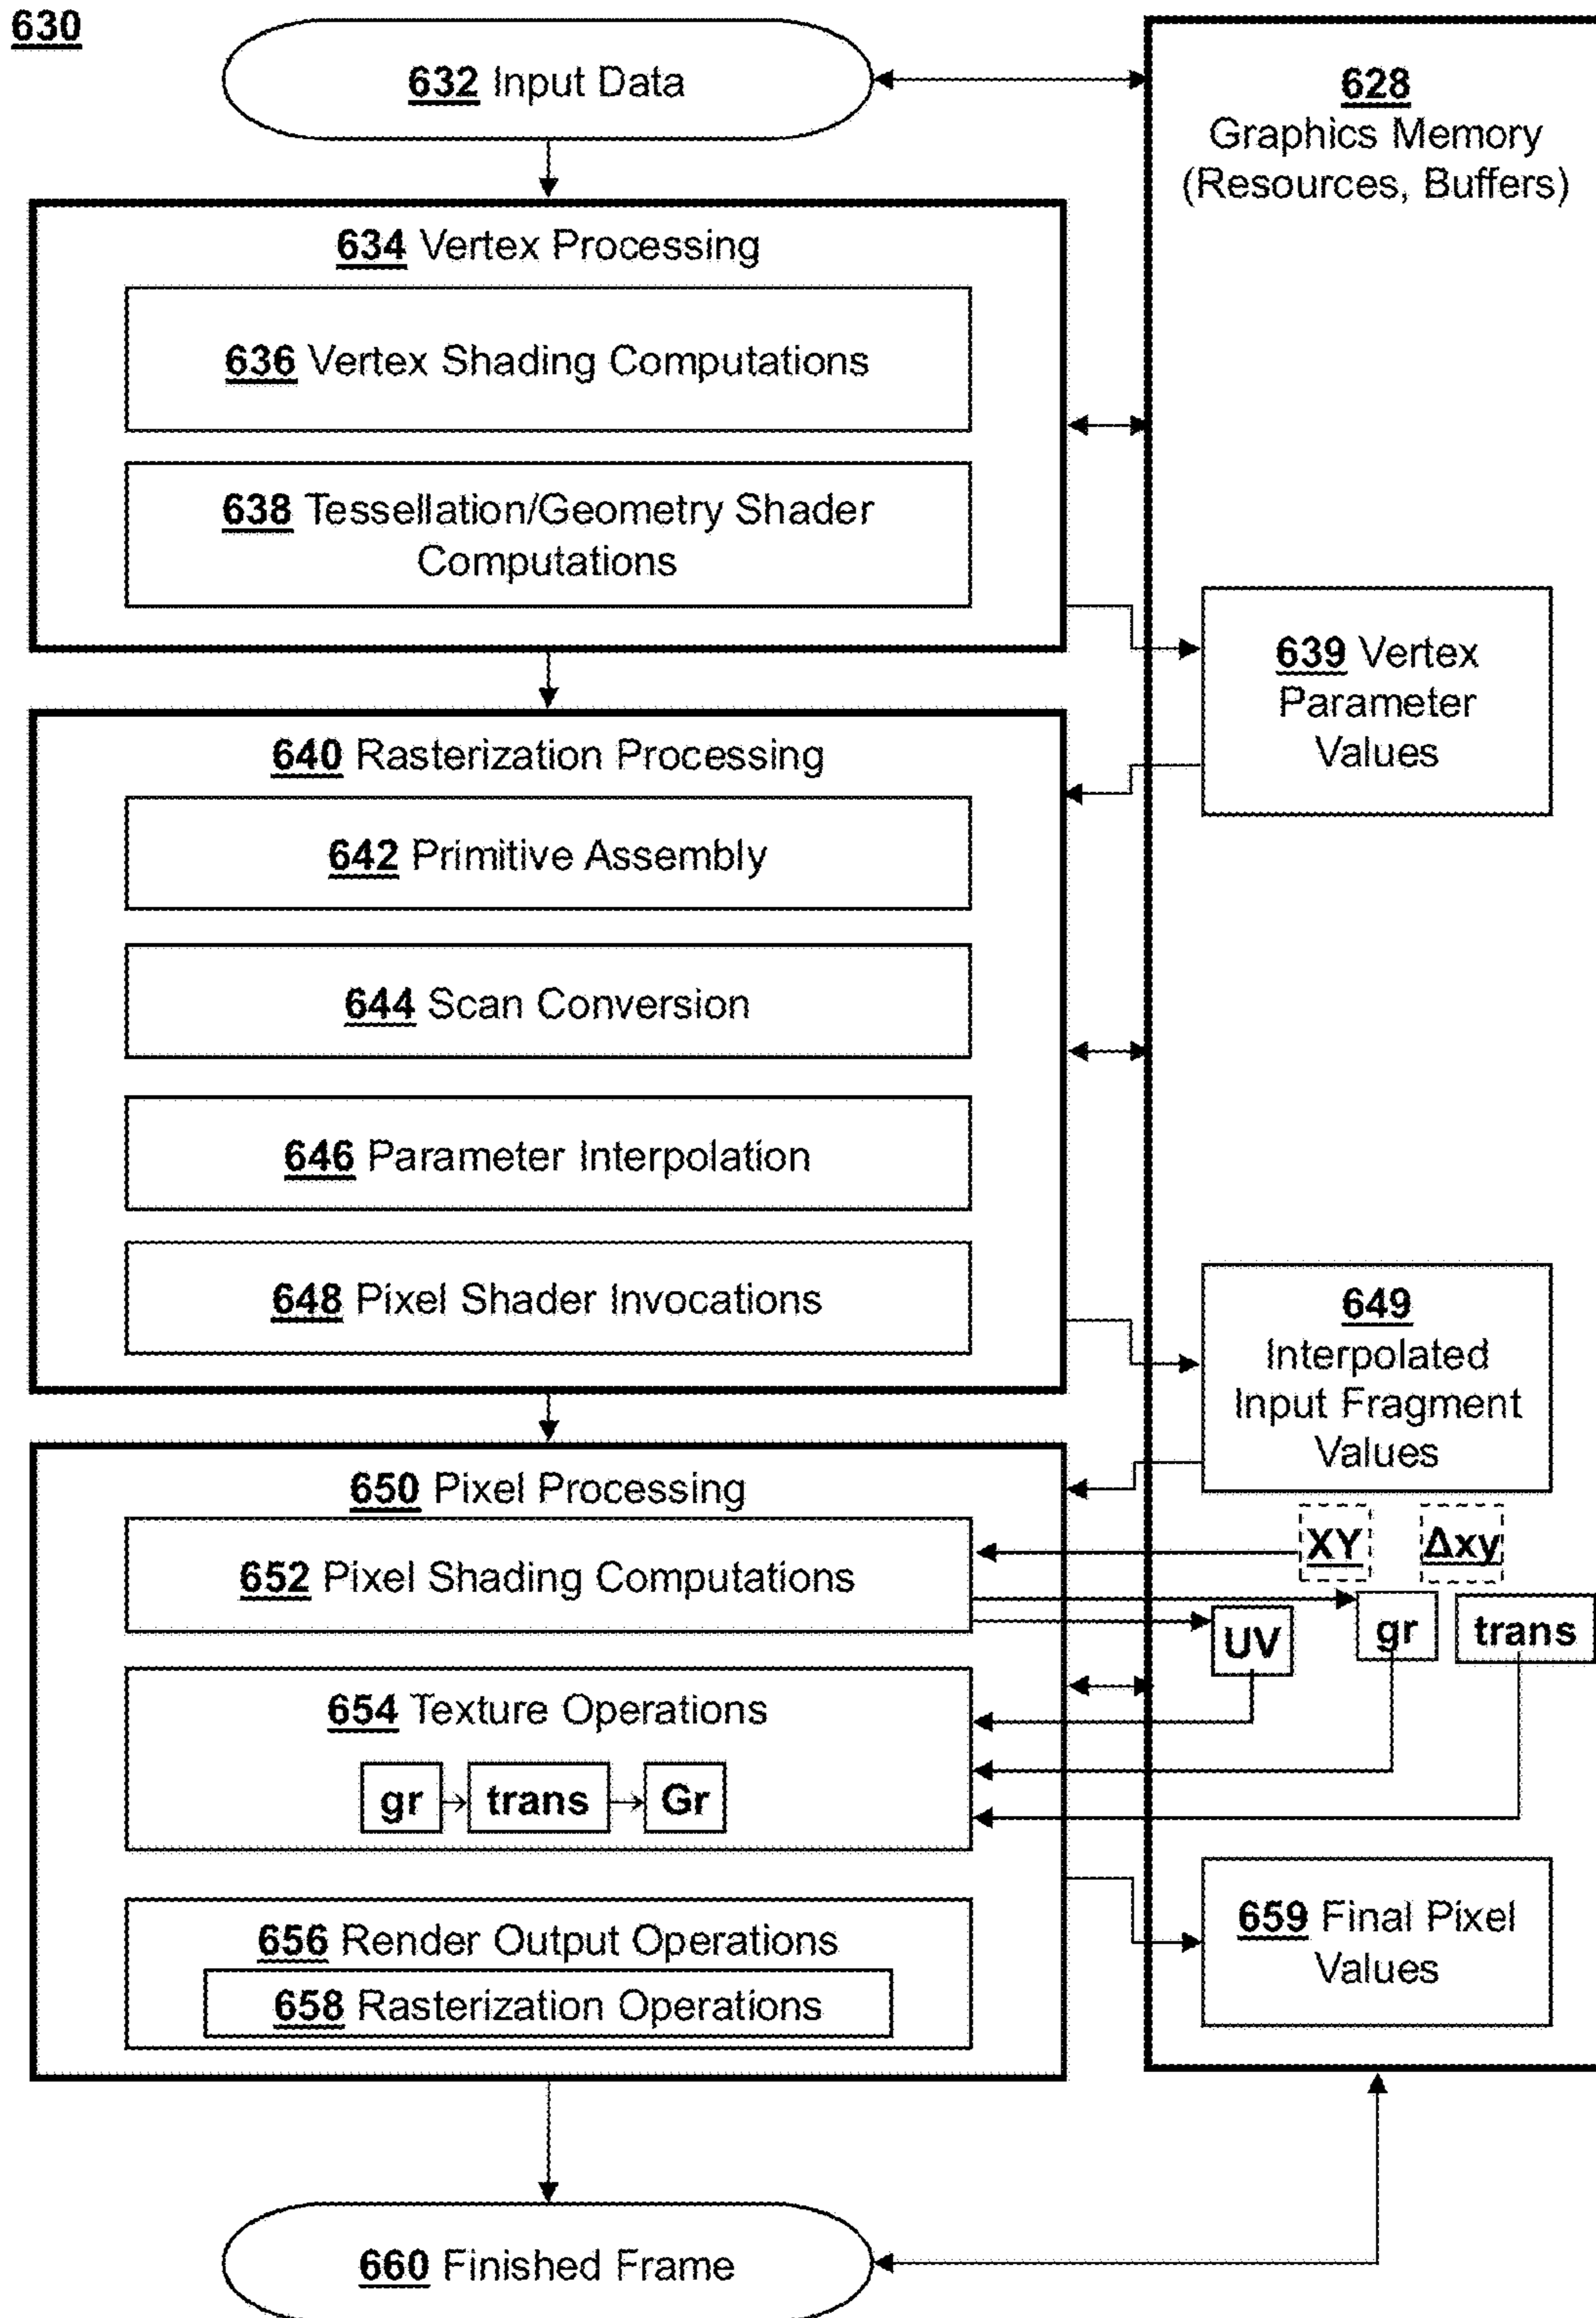 630
632 Input Data
628
Graphics Memory
(Resources, Buffers)
634 Vertex Processing
636 Vertex Shading Computations
638 Tessellation/Geometry Shader
Computations
639 Vertex
Parameter
Values
640 Rasterization Processing
642 Primitive Assembly
644 Scan Conversion
646 Parameter Interpolation
648 Pixel Shader Invocations
649
Interpolated
Input Fragment
Values
650 Pixel Processing
XY
Δxy
652 Pixel Shading Computations
UV
gr
trans
654 Texture Operations
gr
trans
Gr
656 Render Output Operations
658 Rasterization Operations
659 Final Pixel
Values
660 Finished Frame